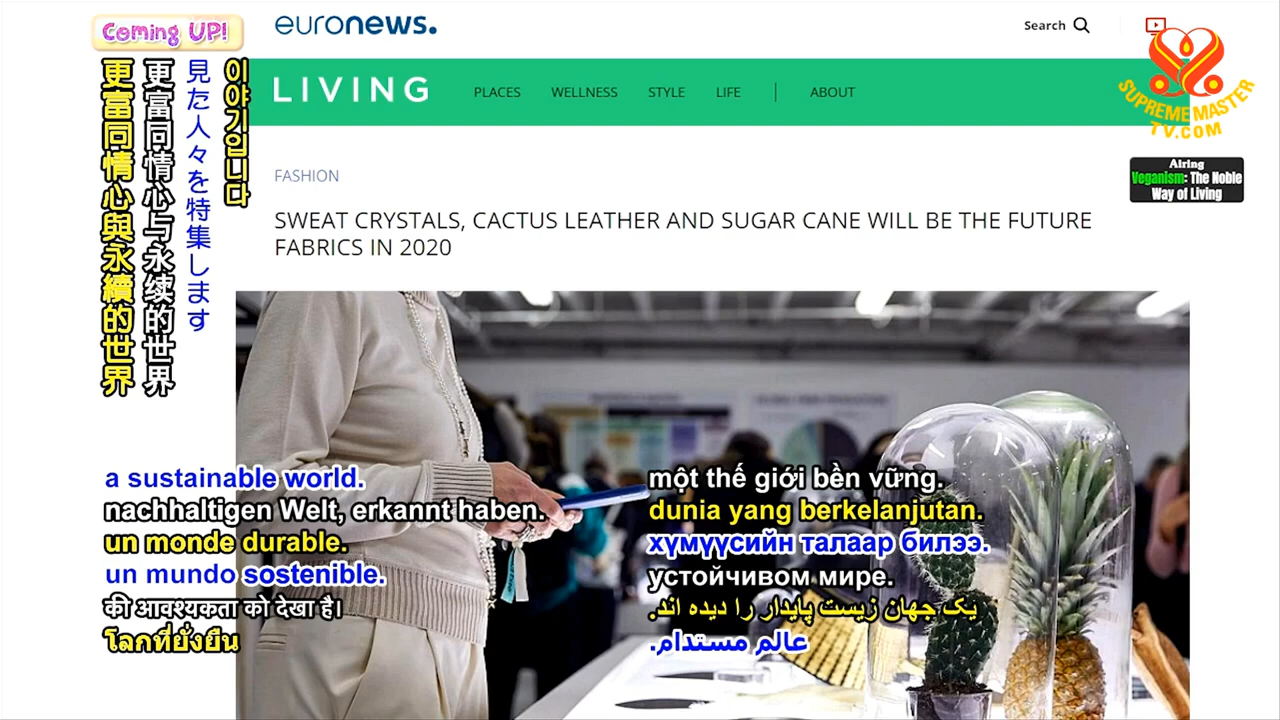 Coming UP!
euronews.
Search
SUPREME MASTER
TV.COM
LIVING
PLACES
WELLNESS
STYLE
LIFE
ABOUT
Airing
Veganism: The Noble
Way of Living
FASHION
SWEAT CRYSTALS, CACTUS LEATHER AND SUGAR CANE WILL BE THE FUTURE
FABRICS IN 2020
이야기입니다
見た人々を特集します
更富同情心与永续的世界
更富同情心與永續的世界
a sustainable world.
nachhaltigen Welt, erkannt haben.
un monde durable.
un mundo sostenible.
की आवश्यकता को देखा है।
โลกที่ยั่งยืน
một thế giới bền vững.
dunia yang berkelanjutan.
хүмүүсийн талаар билээ.
устойчивом мире.
یک جهان زیست پایدار را دیده اند.
عالم مستدام.